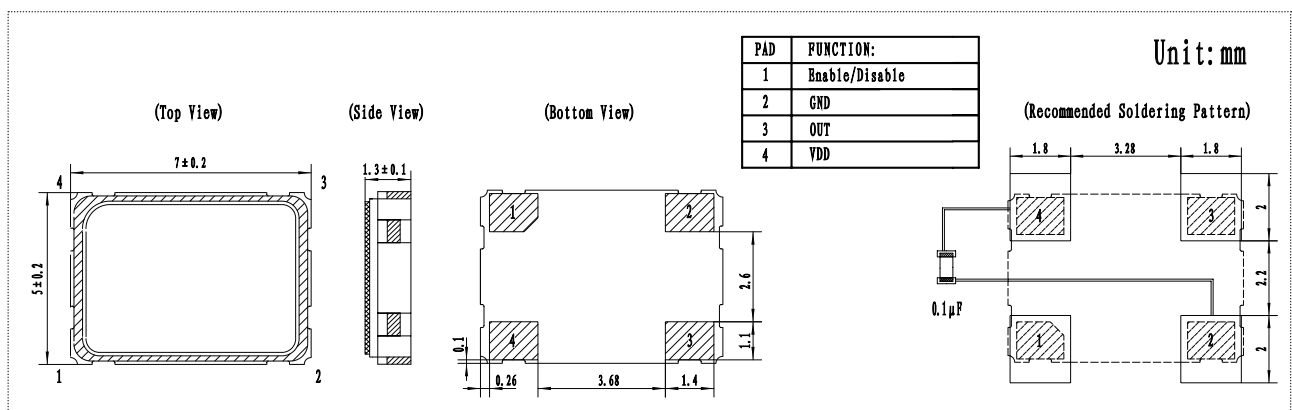 PAD FUNCTION:
1 Enable/Disable
2 GND
3 OUT
4 VDD
Unit:mm
(Top View)
7±0.2
4
3
5±0.2
1
2
(Side View)
1.3±0.1
(Bottom View)
1
2
2.6
4
3
1.1
0.1
0.26
3.68
1.4
(Recommended Soldering Pattern)
1.8
3.28
1.8
4
3
2
2.2
0.1μF
1
2
2